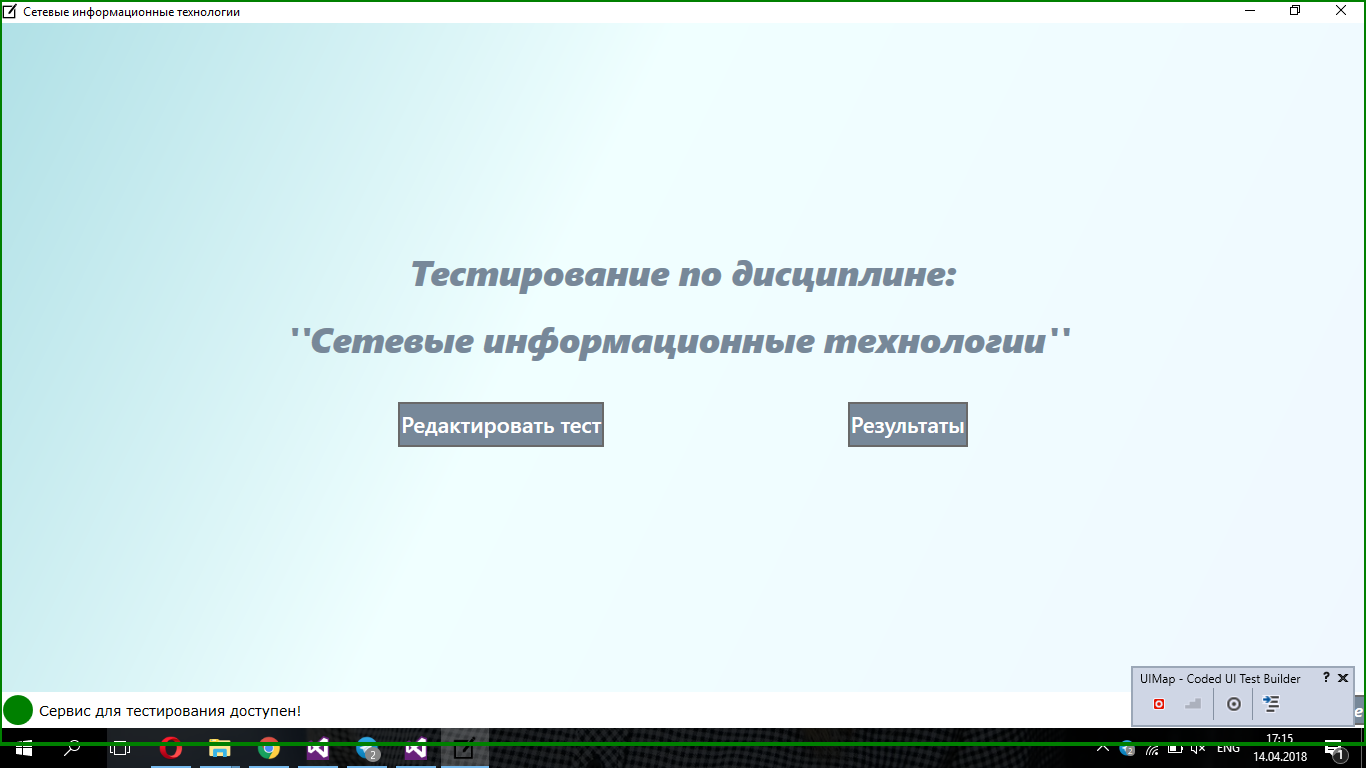 Сетевые информационные технологии
Тестирование по дисциплине:
''Сетевые информационные технологии''
Редактировать тест
Результаты
UIMap - Coded UI Test Builder
?
Сервис для тестирования доступен!
2
2
ENG
17:15
14.04.2018
1